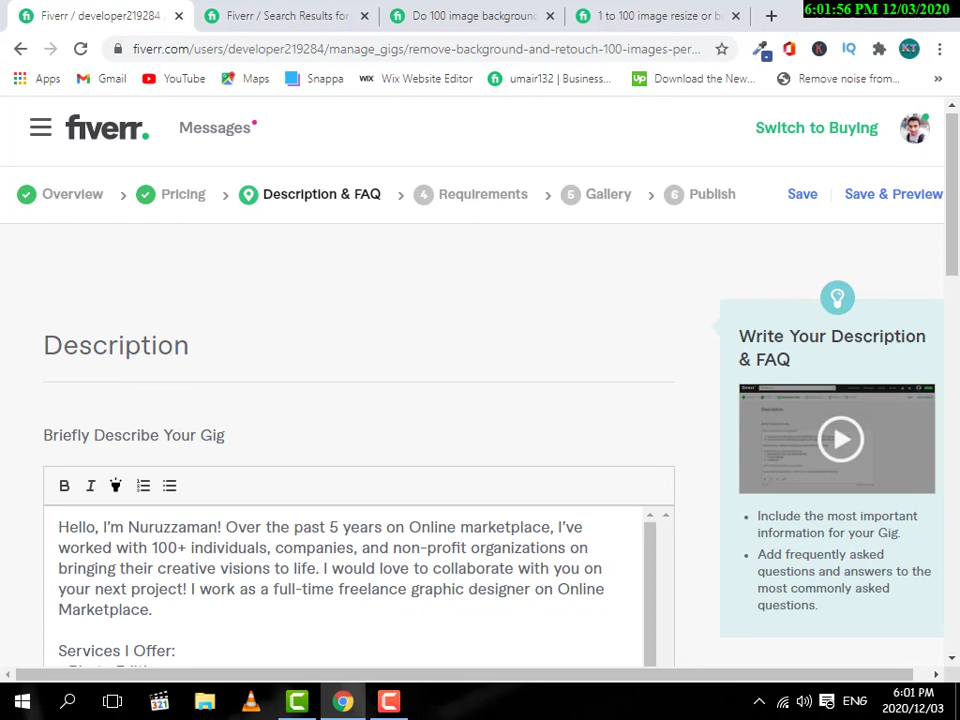 6:01:56 PM 12/03/2020
Fiverr / developer219284
Fiverr / Search Results for
Do 100 image background
1 to 100 image resize or b
fiverr.com/users/developer219284/manage_gigs/remove-background-and-retouch-100-images-per...
Apps
Gmail
YouTube
Maps
Snappa
WIX Wix Website Editor
umair132 | Business...
Up Download the New...
Remove noise from...
»
fiverr.
Messages
Switch to Buying
Overview
Pricing
Description & FAQ
4 Requirements
5 Gallery
6 Publish
Save
Save & Preview
Description
Briefly Describe Your Gig
B I
Hello, I'm Nuruzzaman! Over the past 5 years on Online marketplace, I've
worked with 100+ individuals, companies, and non-profit organizations on
bringing their creative visions to life. I would love to collaborate with you on
your next project! I work as a full-time freelance graphic designer on Online
Marketplace.
Services I Offer:
Write Your Description
& FAQ
• Include the most important
information for your Gig.
• Add frequently asked
questions and answers to the
most commonly asked
questions.
ENG
6:01 PM
2020/12/03